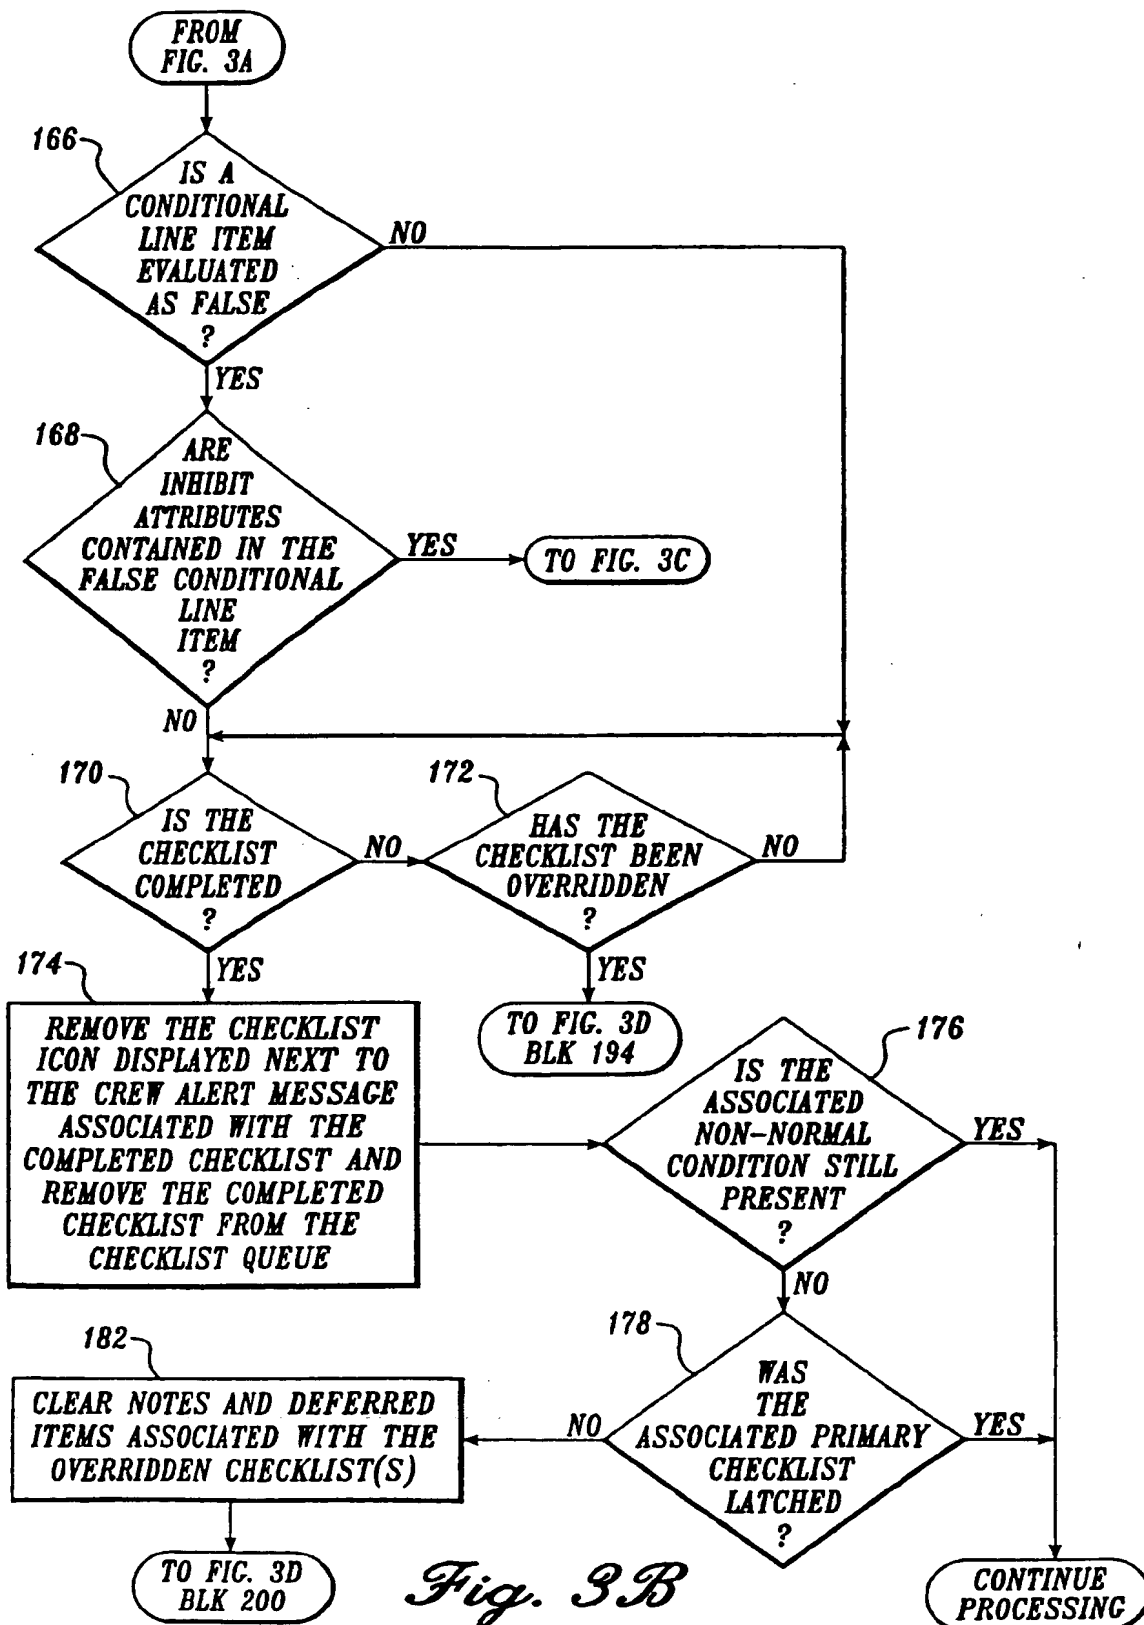 FROM
FIG. 3A
166
IS A
CONDITIONAL
LINE ITEM
EVALUATED
AS FALSE
?
NO
YES
168
ARE
INHIBIT
ATTRIBUTES
CONTAINED IN THE
FALSE CONDITIONAL
LINE
ITEM
?
YES
TO FIG. 3C
NO
170
IS THE
CHECKLIST
COMPLETED
?
NO
172
HAS THE
CHECKLIST BEEN
OVERRIDDEN
?
NO
YES
YES
TO FIG. 3D
BLK 194
174
REMOVE THE CHECKLIST
ICON DISPLAYED NEXT TO
THE CREW ALERT MESSAGE
ASSOCIATED WITH THE
COMPLETED CHECKLIST AND
REMOVE THE COMPLETED
CHECKLIST FROM THE
CHECKLIST QUEUE
176
IS THE
ASSOCIATED
NON-NORMAL
CONDITION STILL
PRESENT
?
YES
NO
178
WAS
THE
ASSOCIATED PRIMARY
CHECKLIST
LATCHED
?
YES
NO
182
CLEAR NOTES AND DEFERRED
ITEMS ASSOCIATED WITH THE
OVERRIDDEN CHECKLIST(S)
TO FIG. 3D
BLK 200
CONTINUE
PROCESSING
Fig. 3B